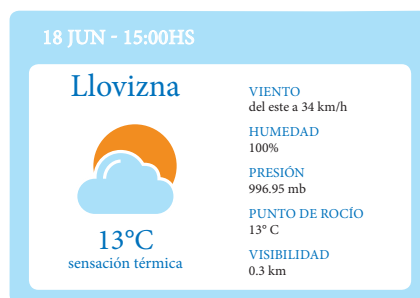 18 JUN - 15:00HS
Llovizna
13°C
sensación térmica
VIENTO
del este a 34 km/h
HUMEDAD
100%
PRESIÓN
996.95 mb
PUNTO DE ROCÍO
13° C
VISIBILIDAD
0.3 km